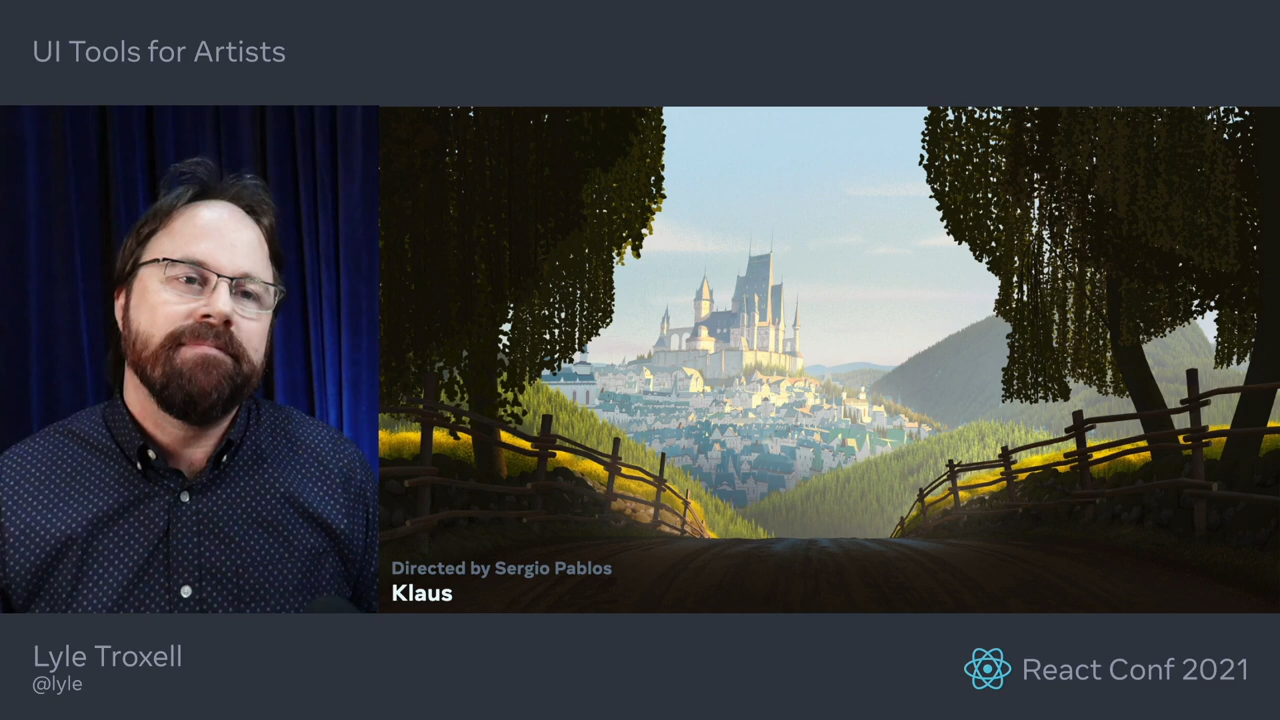 UI Tools for Artists
Directed by Sergio Pablos
Klaus
Lyle Troxell
@lyle
React Conf 2021